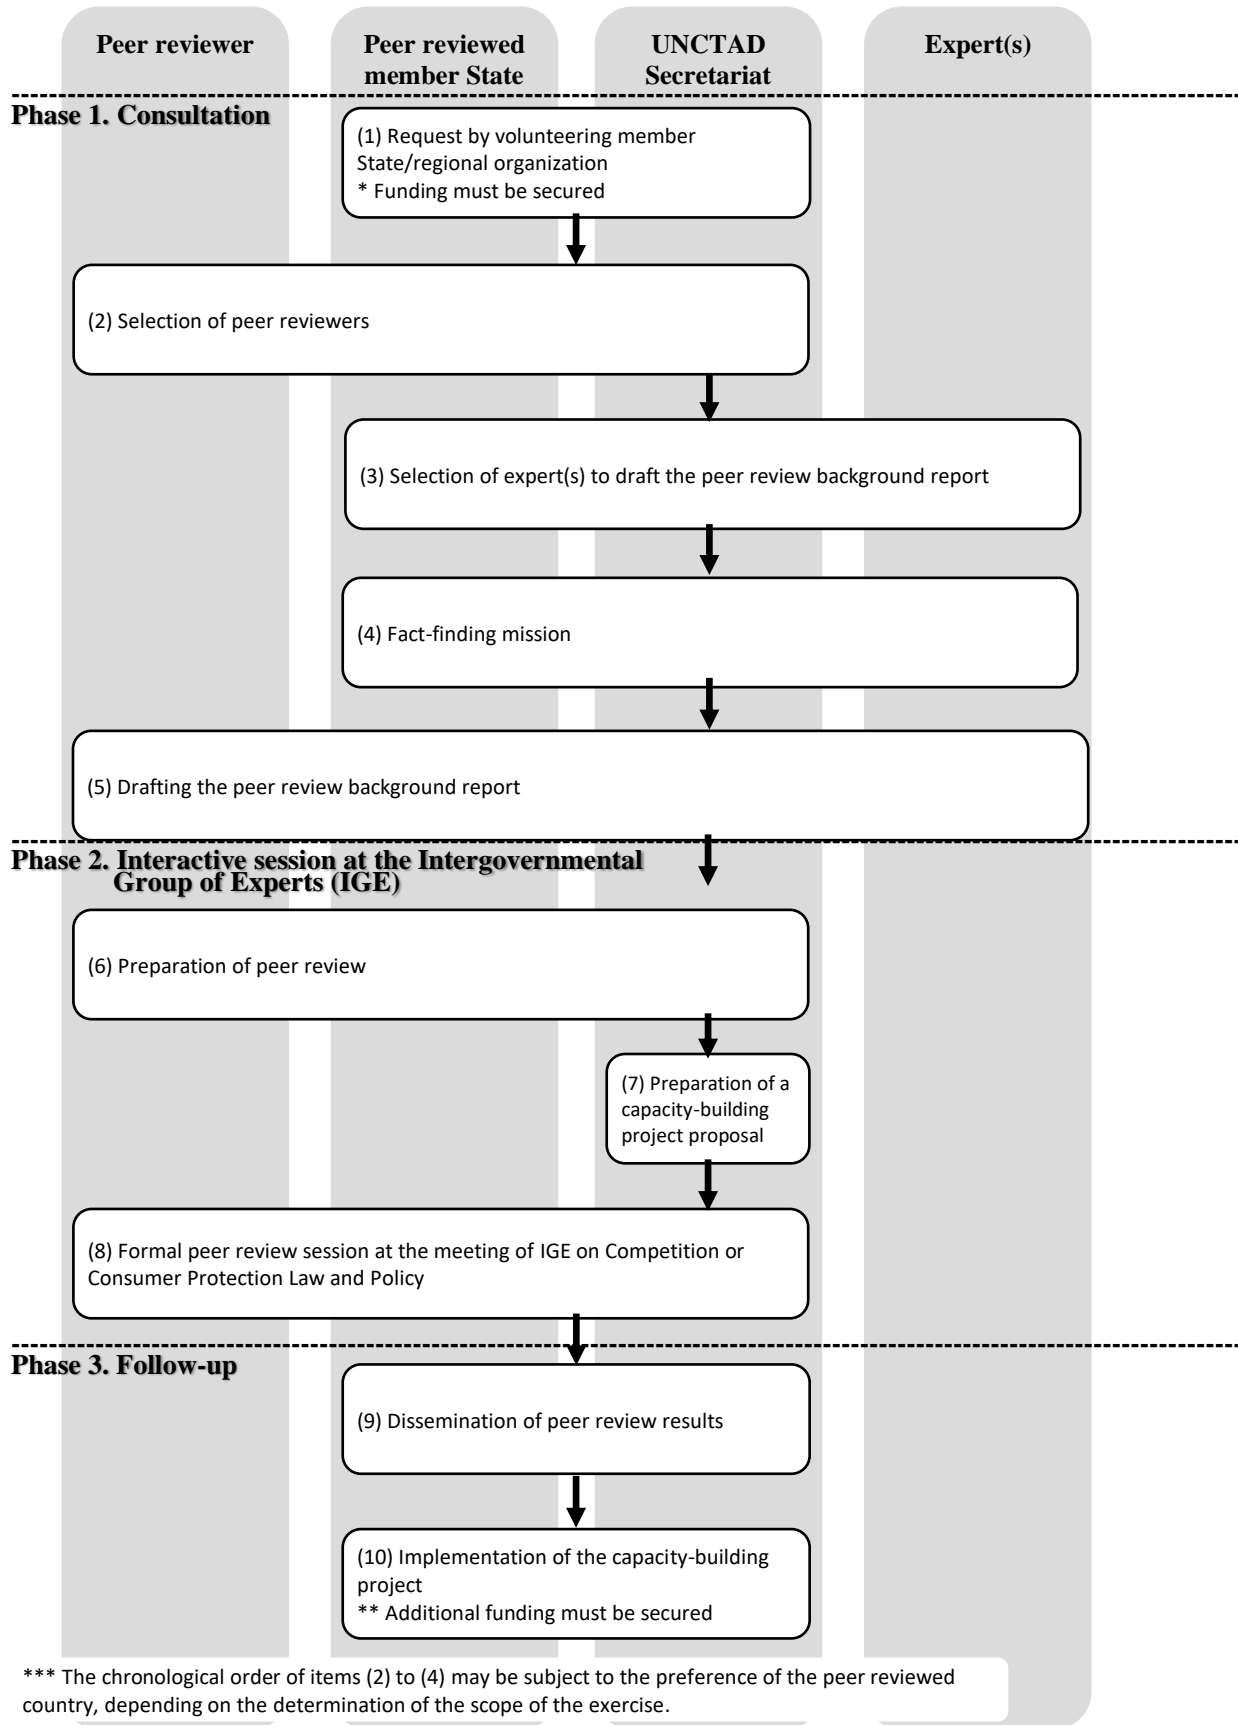 Peer reviewer
Peer reviewed
member State
UNCTAD
Secretariat
Expert(s)
Phase 1. Consultation
(1) Request by volunteering member
State/regional organization
* Funding must be secured
(2) Selection of peer reviewers
(3) Selection of expert(s) to draft the peer review background report
(4) Fact-finding mission
(5) Drafting the peer review background report
Phase 2. Interactive session at the Intergovernmental
Group of Experts (IGE)
(6) Preparation of peer review
(7) Preparation of a
capacity-building
project proposal
(8) Formal peer review session at the meeting of IGE on Competition or
Consumer Protection Law and Policy
Phase 3. Follow-up
(9) Dissemination of peer review results
(10) Implementation of the capacity-building
project
** Additional funding must be secured
*** The chronological order of items (2) to (4) may be subject to the preference of the peer reviewed
country, depending on the determination of the scope of the exercise.